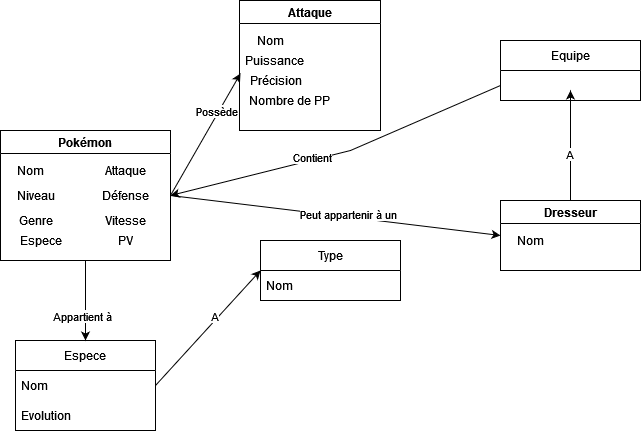 Attaque
Nom
Puissance
Précision
Nombre de PP
Equipe
Possède
Contient
A
Pokémon
Nom Attaque
Niveau Défense
Genre Vitesse
Espece PV
Peut appartenir à un
Dresseur
Nom
Type
Nom
Appartient à
A
Espece
Nom
Evolution